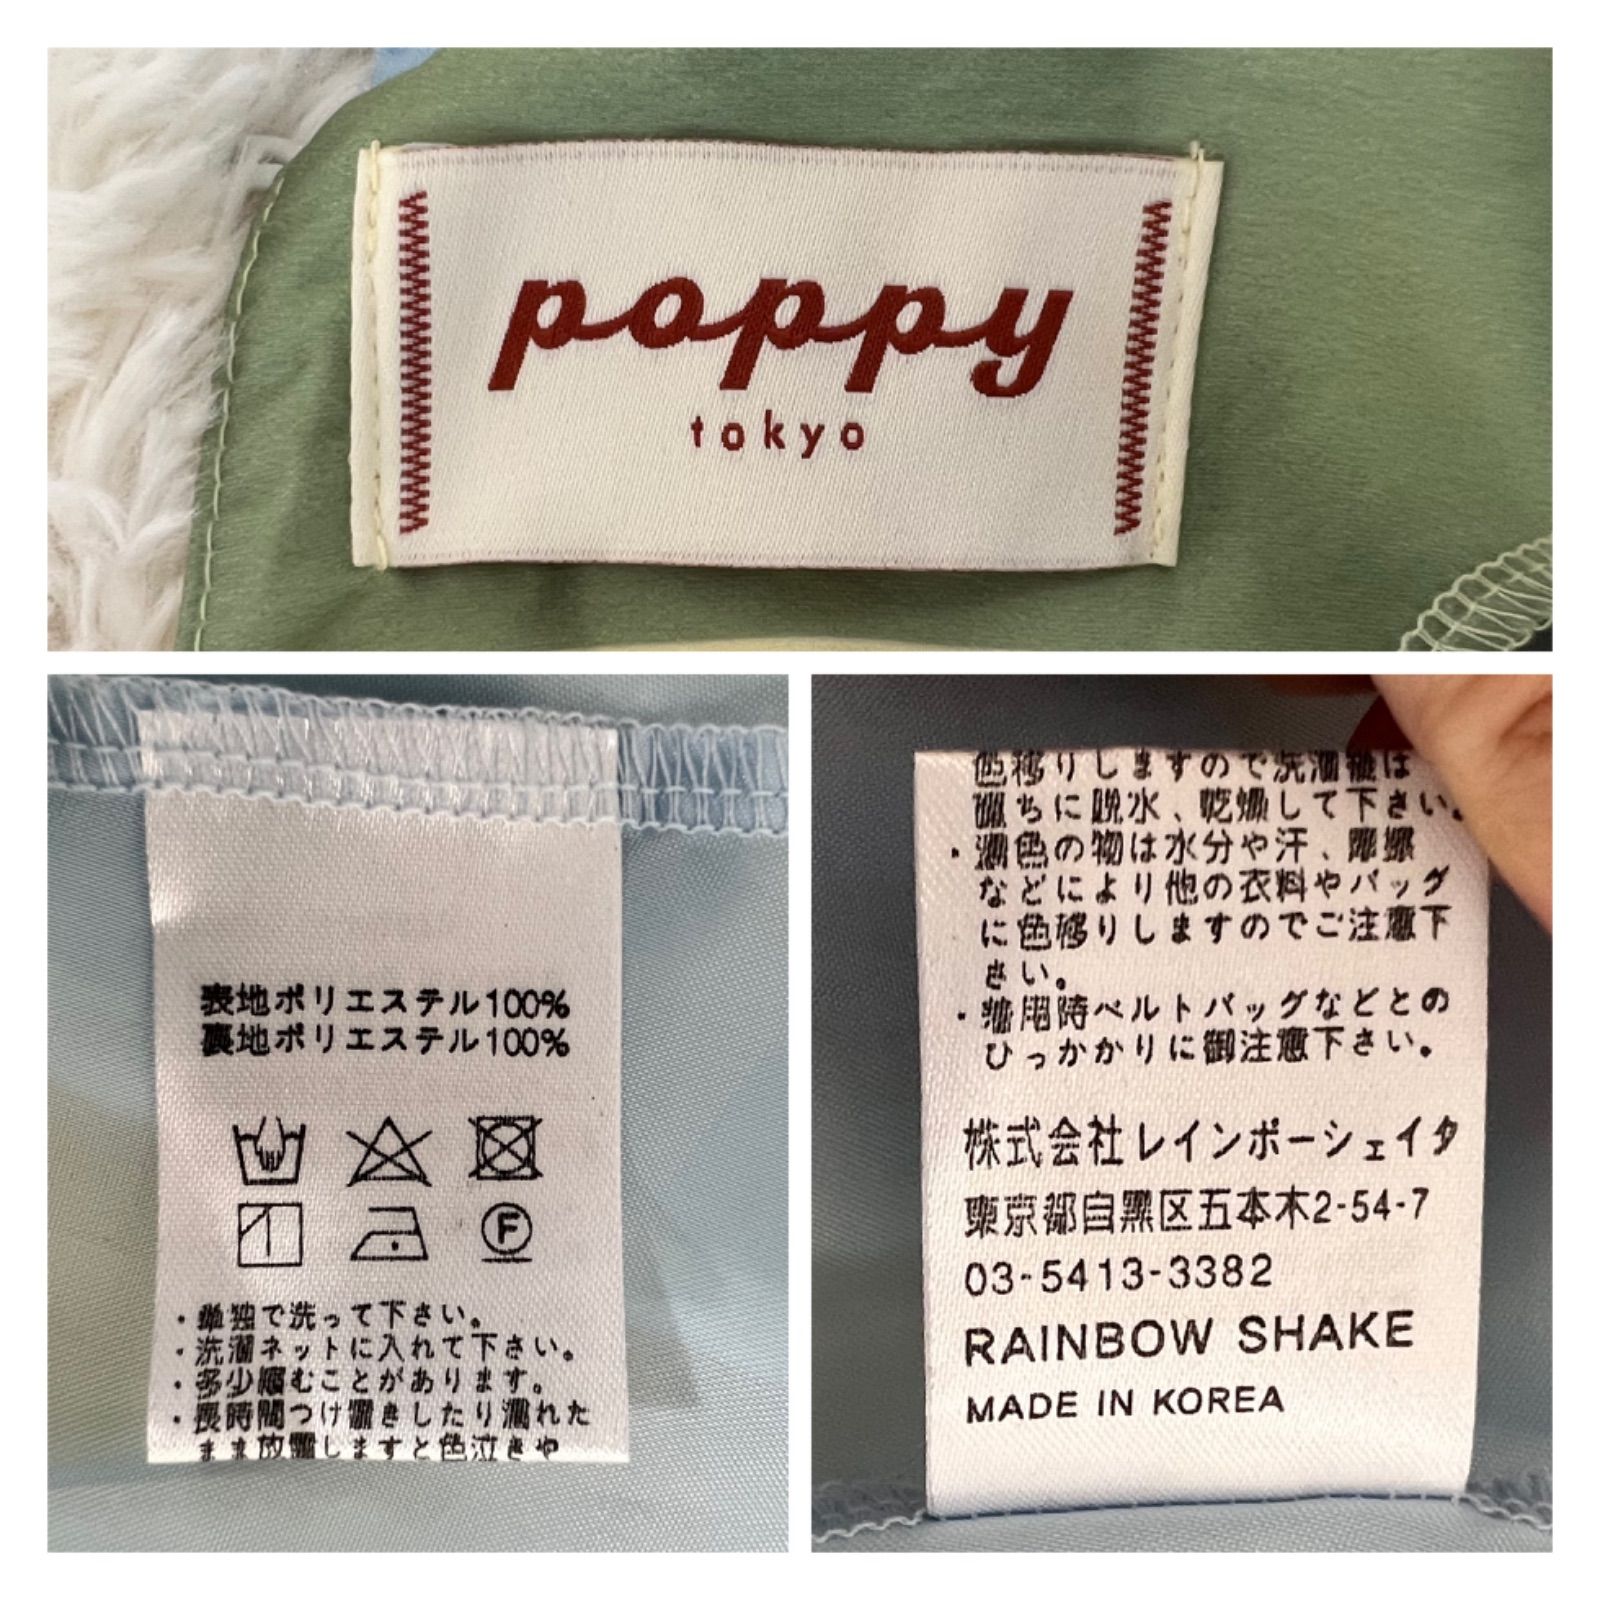 poppy
tokyo
表地ポリエステル100%
裏地ポリエステル100%
F
・単独で洗って下さい。
・洗濯ネットに入れて下さい。
・多少縮むことがあります。
・長時間つけ置きしたり濡れた
まま放置しますと色泣きや
色移りしますので洗濯後は
直ちに脱水、乾燥して下さい。
・濃色の物は水分や汗、摩擦
などにより他の衣料やバッグ
に色移りしますのでご注意下
さい。
・着用時ベルトバッグなどとの
ひっかかりに御注意下さい。
株式会社レインボーシェイク
東京都目黒区五本木2-54-7
03-5413-3382
RAINBOW SHAKE
MADE IN KOREA